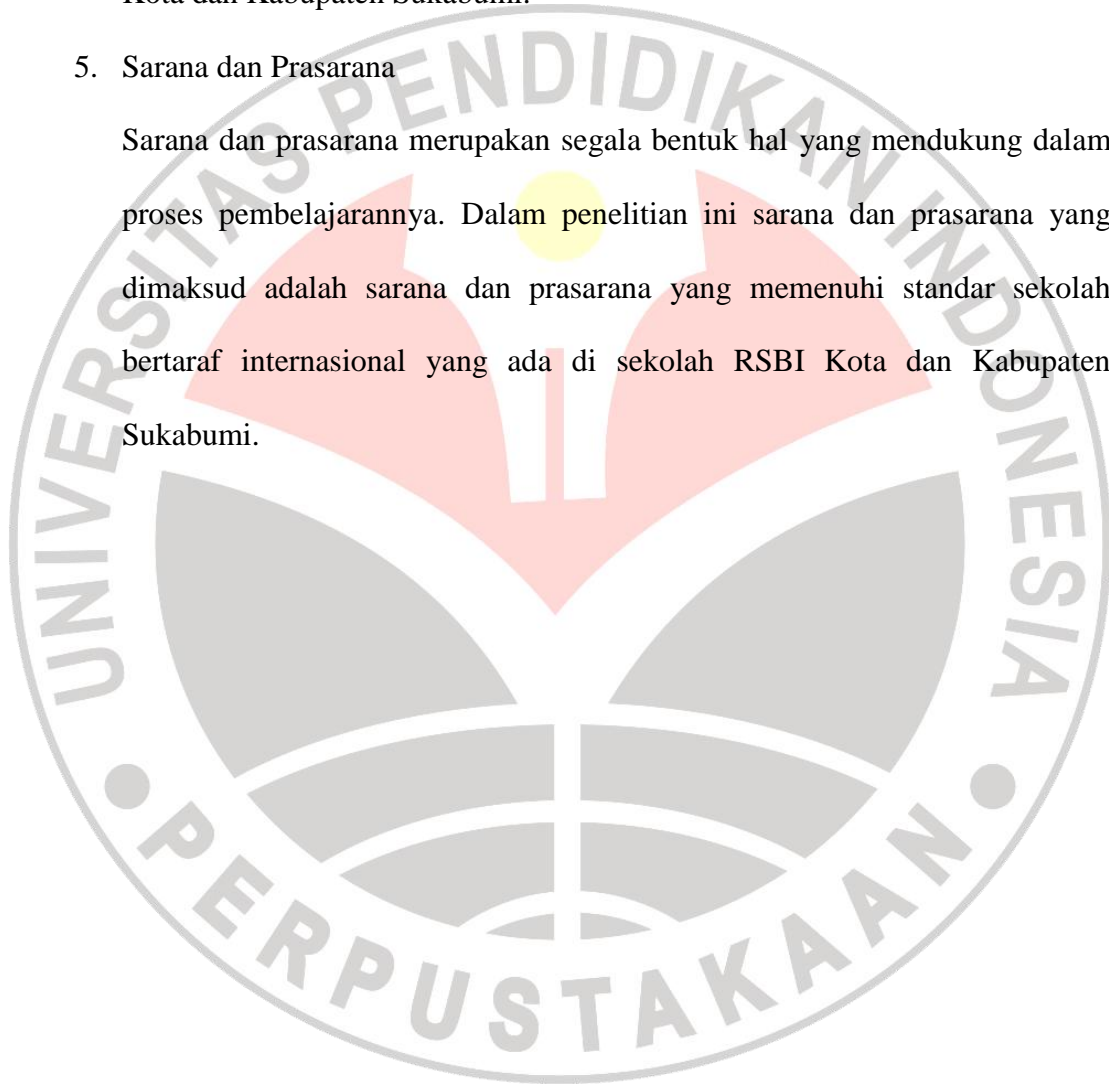 Kota dan Kabupaten Sukabumi.
5. Sarana dan Prasarana
Sarana dan prasarana merupakan segala bentuk hal yang mendukung dalam
proses pembelajarannya. Dalam penelitian ini sarana dan prasarana yang
dimaksud adalah sarana dan prasarana yang memenuhi standar sekolah
bertaraf internasional yang ada di sekolah RSBI Kota dan Kabupaten
Sukabumi.
UNIVERSITAS PENDIDIKAN INDONESIA
PERPUSTAKAAN